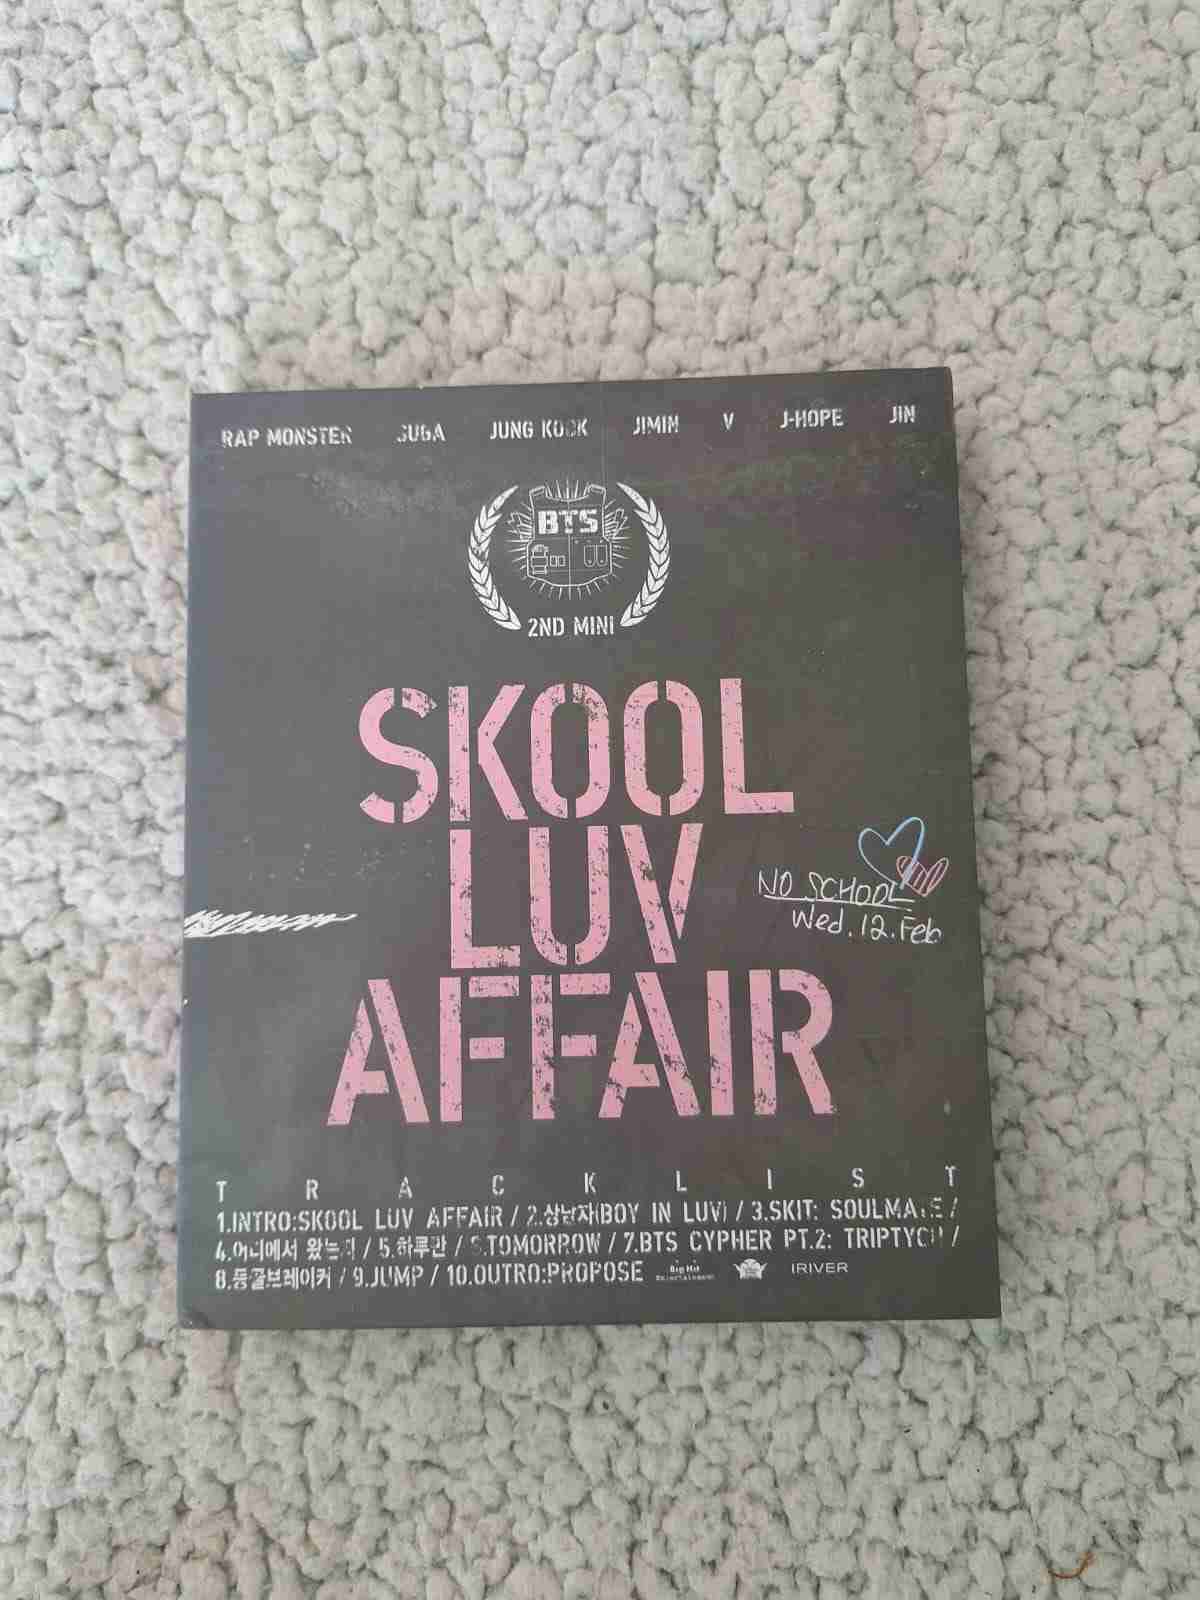 RAP MONSTER SUGA JUNG KOOK JIMIN V J-HOPE JIN
BTS
2ND MINI
SKOOL
LUV
AFFAIR
NO SCHOOL
Wed. 12. Feb
TRACKLIST
1.INTRO:SKOOL LUV AFFAIR / 2.상남자(BOY IN LUV) / 3.SKIT: SOULMATE /
4.어디에서 왔는지 / 5.하루만 / 6.TOMORROW / 7.BTS CYPHER PT.2: TRIPTYCH /
8.등골브레이커 / 9.JUMP / 10.OUTRO:PROPOSE Big Hit Entertainment IRIVER